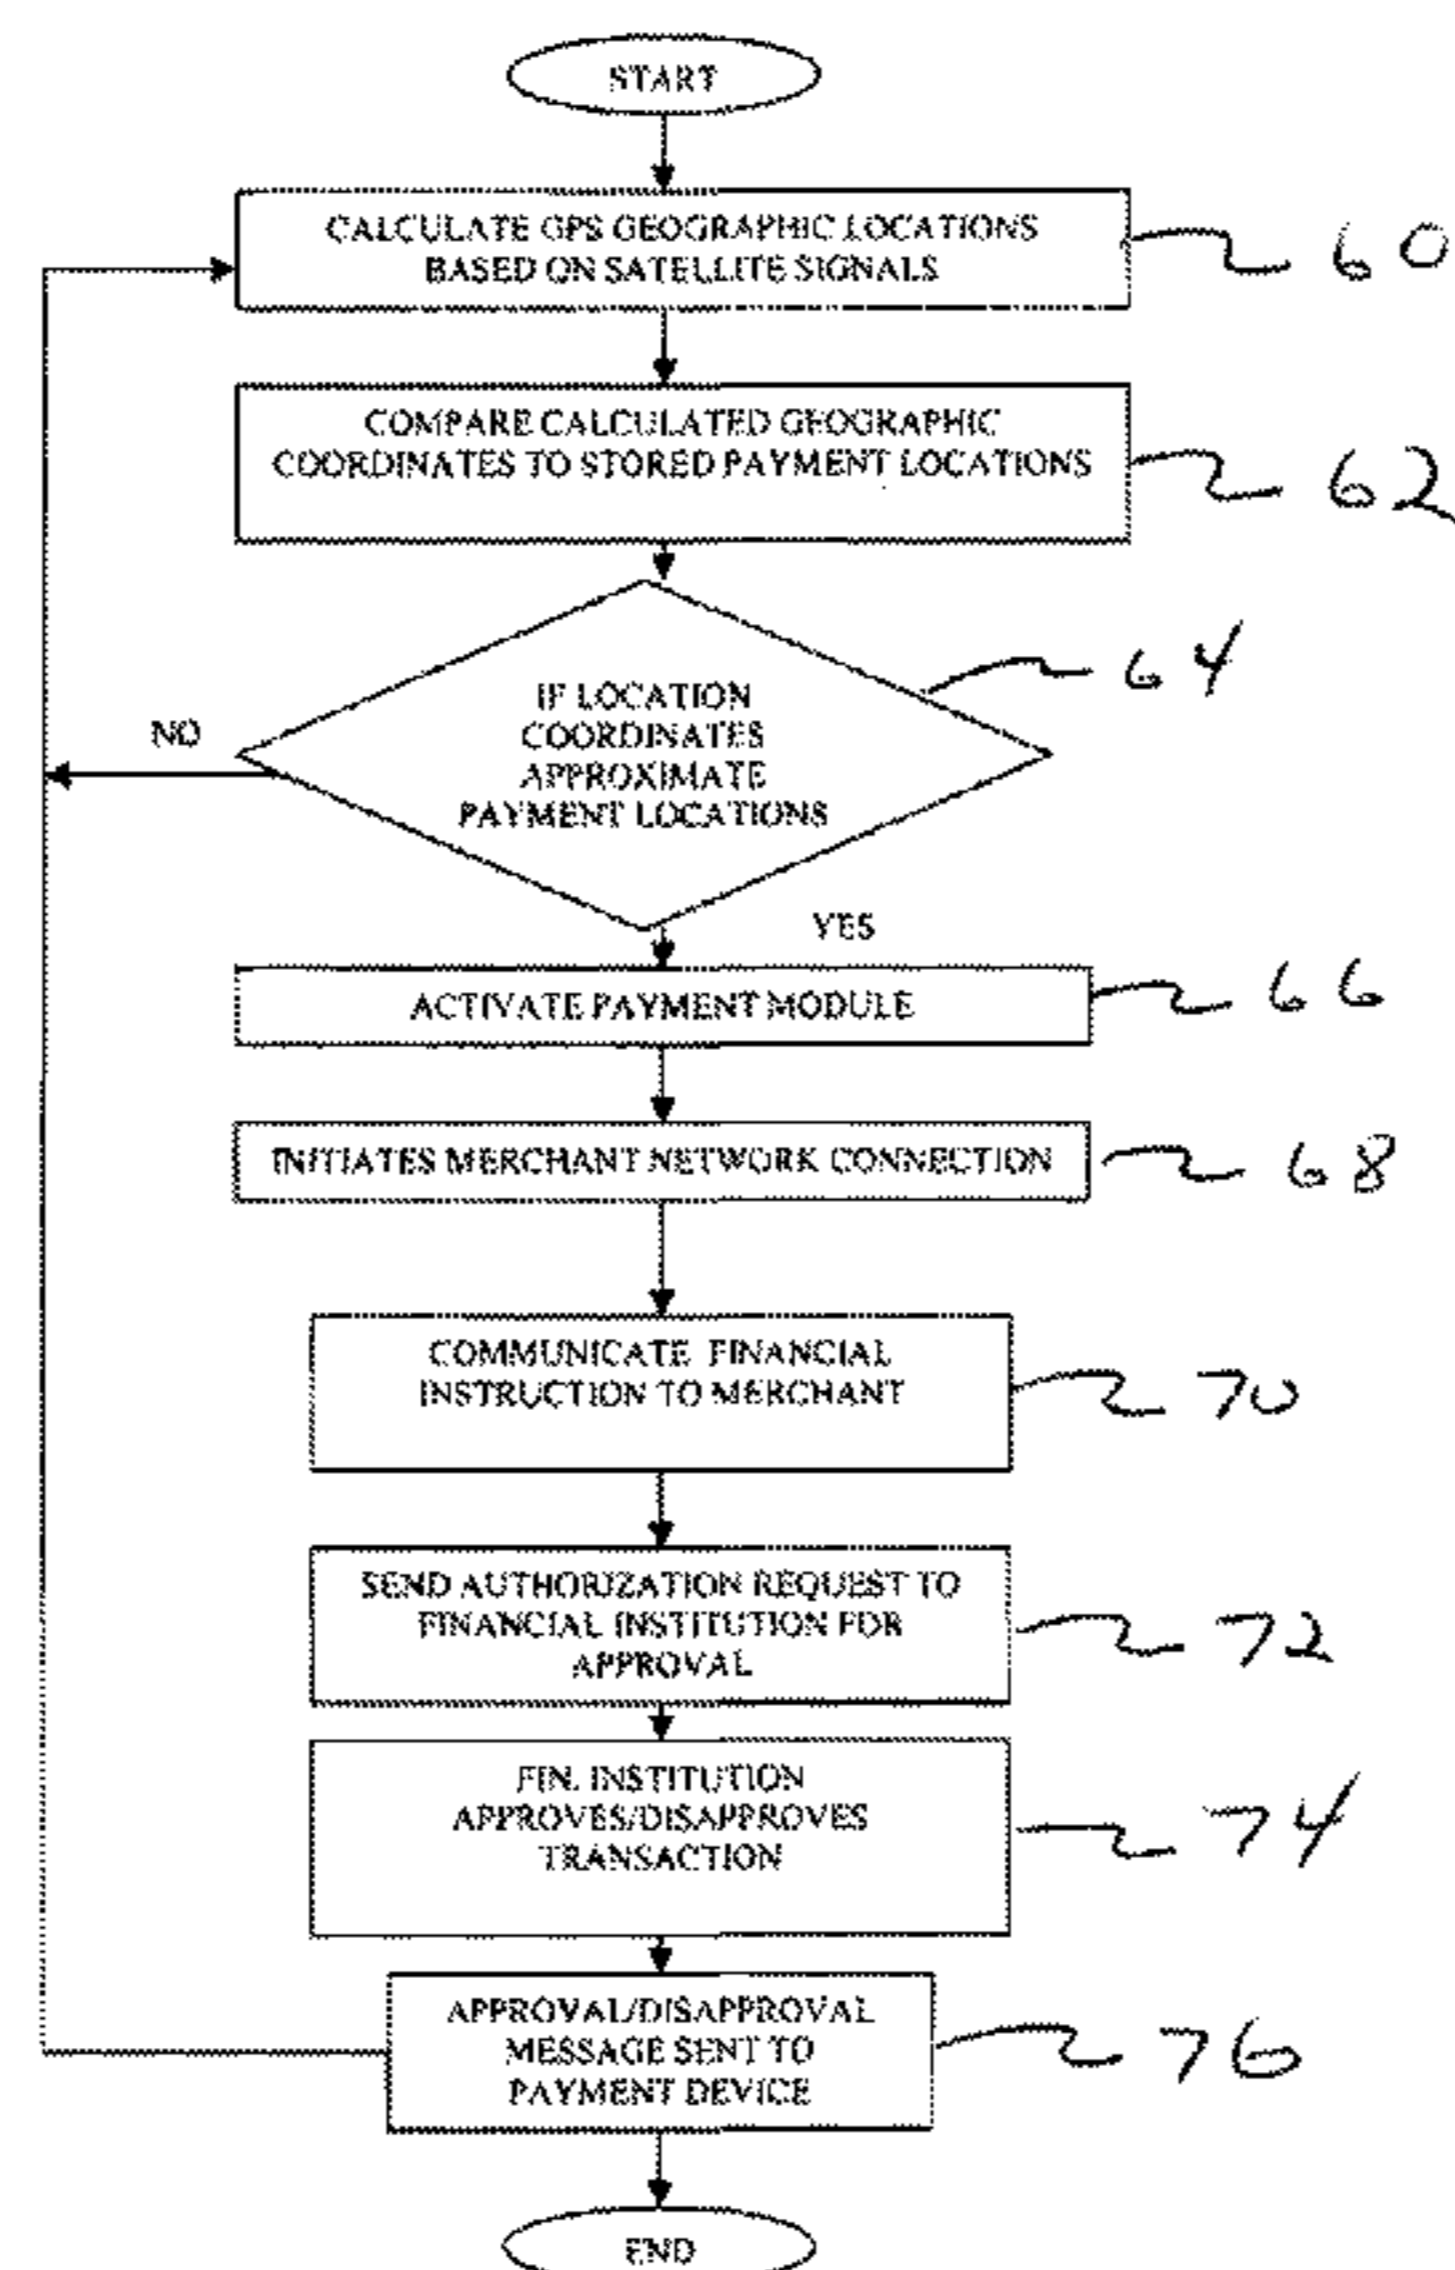 START
CALCULATE GPS GEOGRAPHIC LOCATIONS
BASED ON SATELLITE SIGNALS
60
COMPARE CALCULATED GEOGRAPHIC
COORDINATES TO STORED PAYMENT LOCATIONS
62
IF LOCATION
COORDINATES
APPROXIMATE
PAYMENT LOCATIONS
64
NO
YES
ACTIVATE PAYMENT MODULE
66
INITIATES MERCHANT NETWORK CONNECTION
68
COMMUNICATE FINANCIAL
INSTRUCTION TO MERCHANT
70
SEND AUTHORIZATION REQUEST TO
FINANCIAL INSTITUTION FOR
APPROVAL
72
FIN. INSTITUTION
APPROVES/DISAPPROVES
TRANSACTION
74
APPROVAL/DISAPPROVAL
MESSAGE SENT TO
PAYMENT DEVICE
76
END